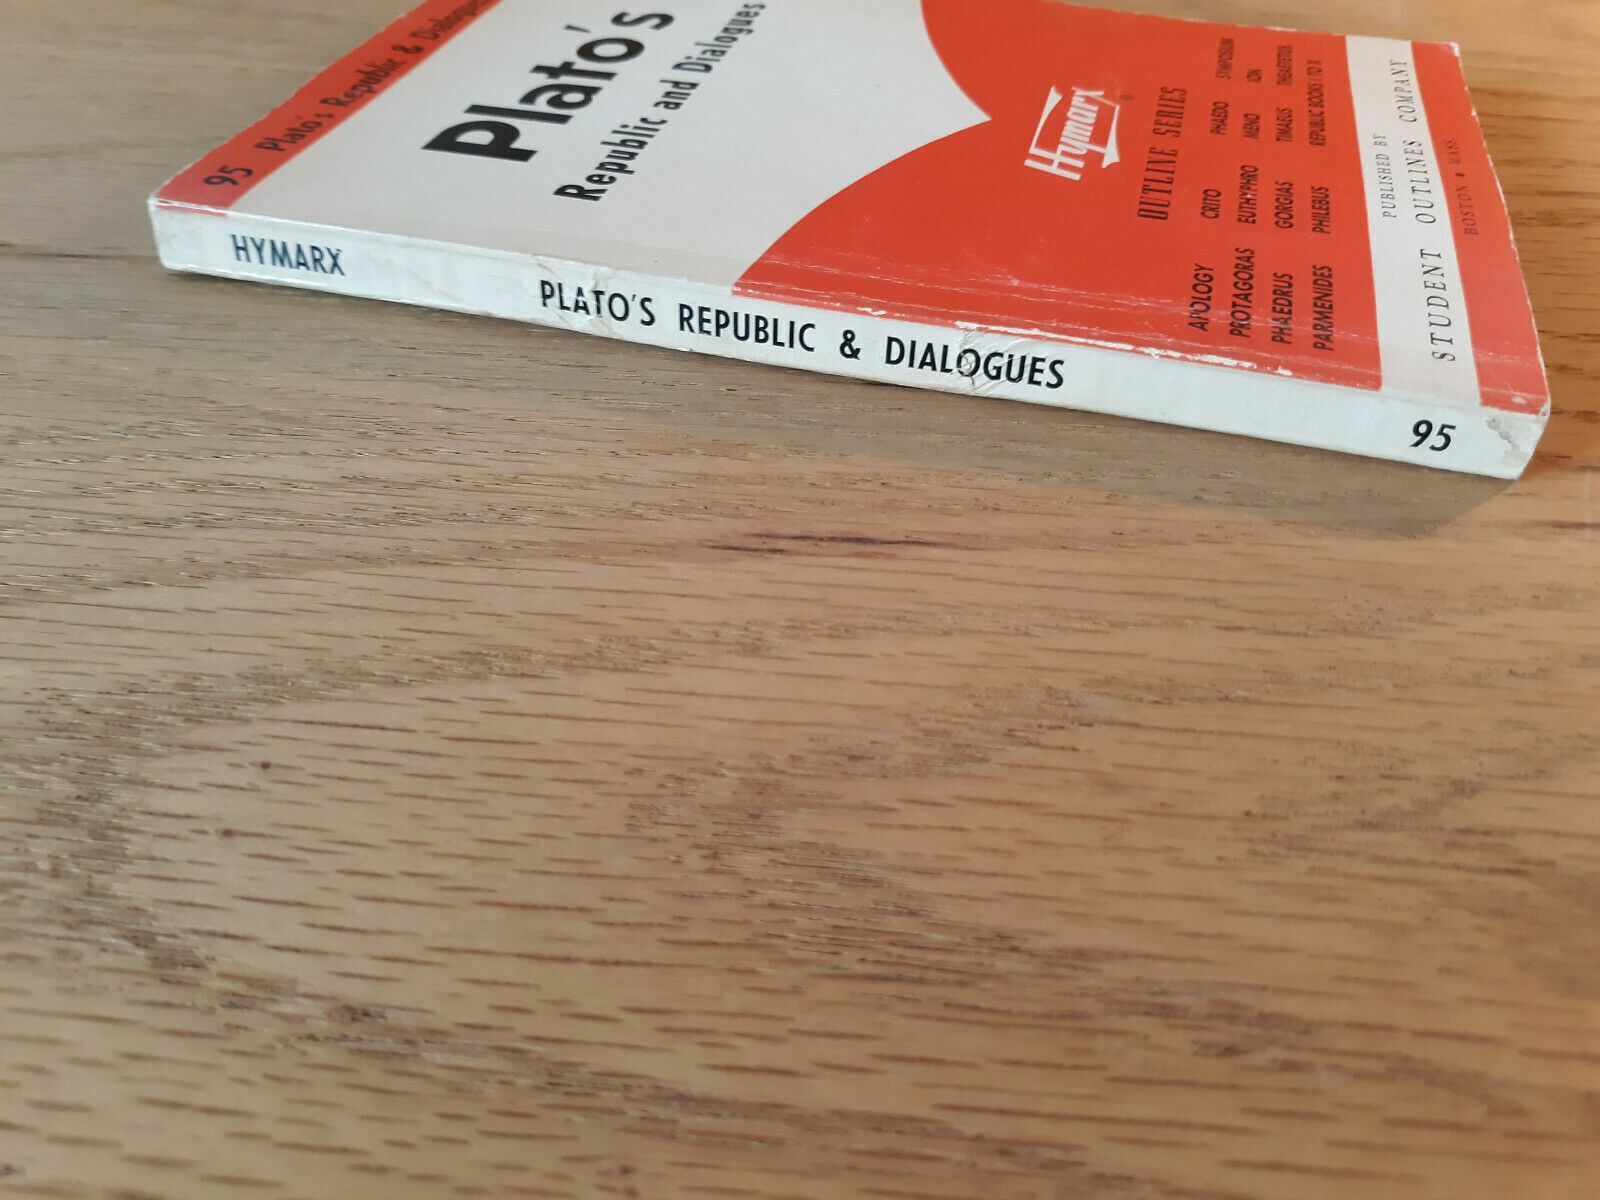 95 Plato's Republic & Dialogues
Plato's
Republic and Dialogues
Hymarx ®
OUTLINE SERIES
APOLOGY CRITO PHAEDO SYMPOSIUM
PROTAGORAS EUTHYPHRO MENO ION
PHAEDRUS GORGIAS TIMAEUS THEAETETUS
PARMENIDES PHILEBUS REPUBLIC BOOKS I TO X
PUBLISHED BY
STUDENT OUTLINES COMPANY
BOSTON • MASS.
HYMARX PLATO'S REPUBLIC & DIALOGUES 95